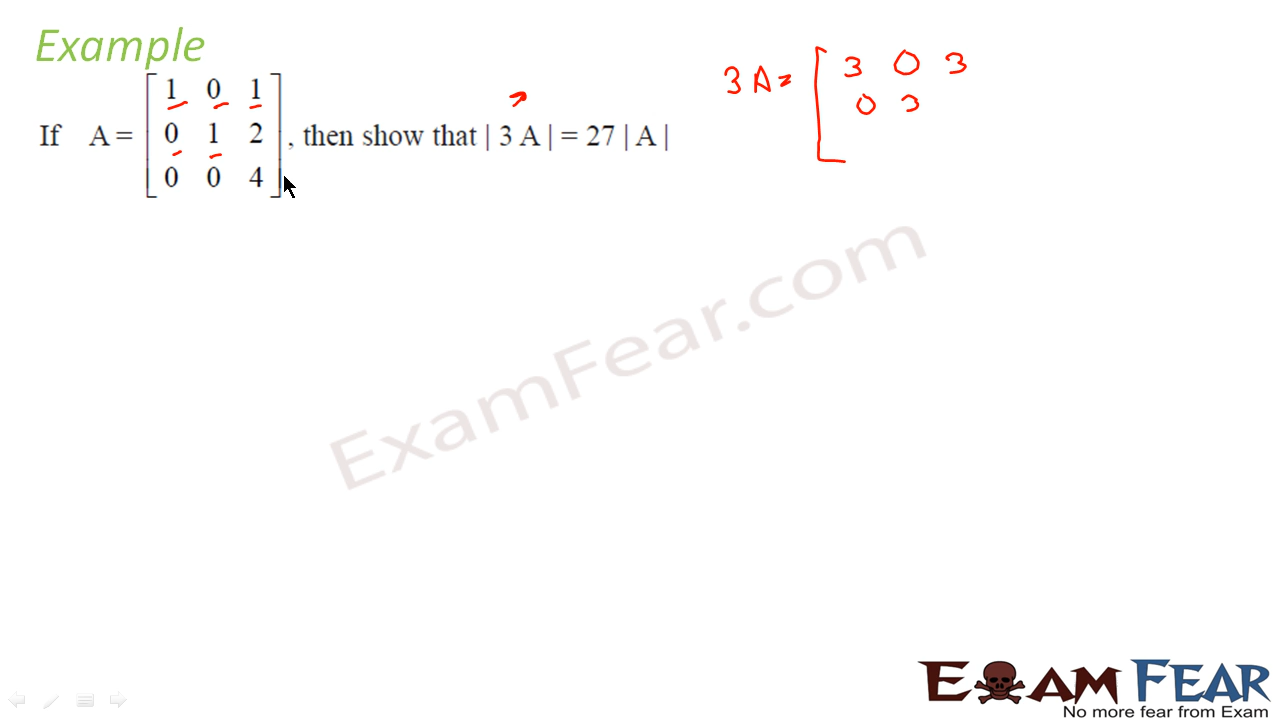 Example
If A = [ 1 0 1
0 1 2
0 0 4 ] , then show that | 3 A | = 27 | A |
3 A = [ 3 0 3
0 3
ExamFear.com
EXAM FEAR
No more fear from Exam